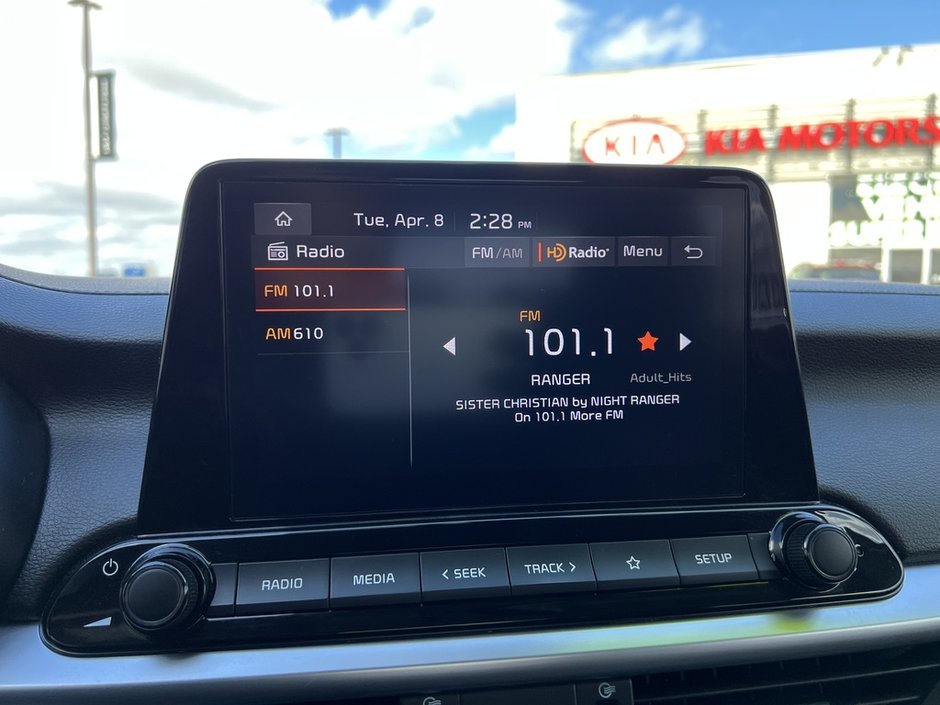 KIA KIA MOTORS
Tue, Apr. 8 2:28 PM
Radio FM/AM HD Radio® Menu
FM 101.1
AM 610
FM
101.1
RANGER Adult_Hits
SISTER CHRISTIAN by NIGHT RANGER
On 101.1 More FM
RADIO MEDIA < SEEK TRACK > SETUP